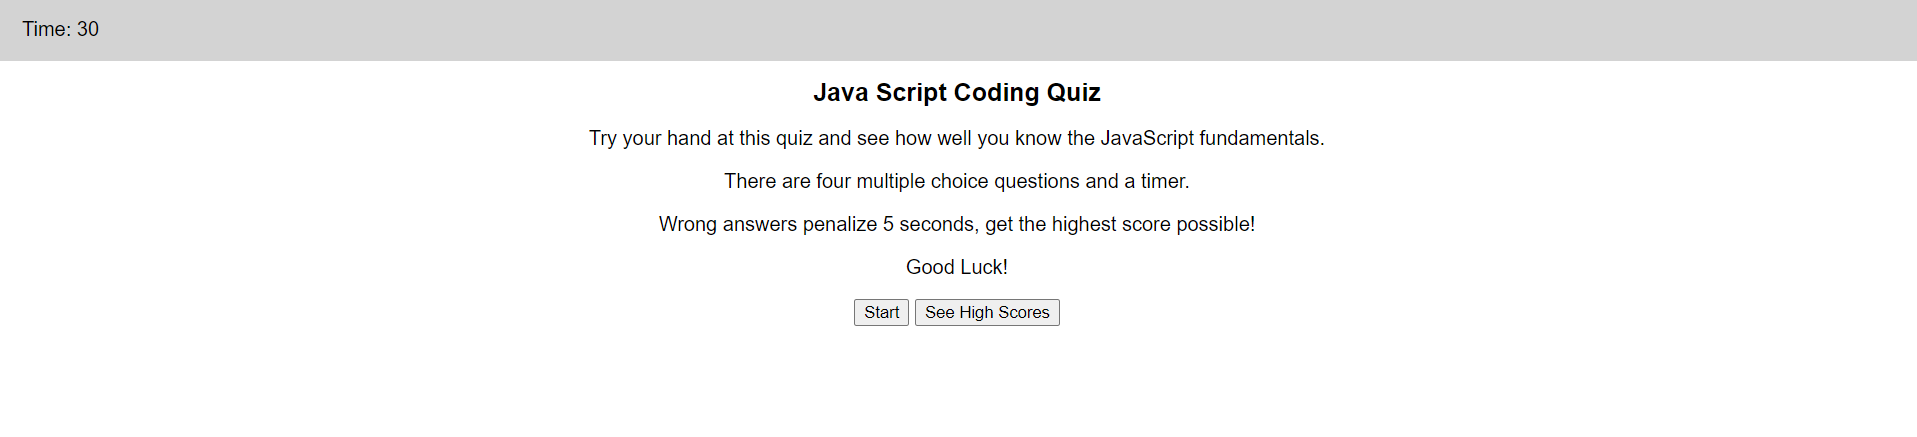 Time: 30
Java Script Coding Quiz
Try your hand at this quiz and see how well you know the JavaScript fundamentals.
There are four multiple choice questions and a timer.
Wrong answers penalize 5 seconds, get the highest score possible!
Good Luck!
Start See High Scores